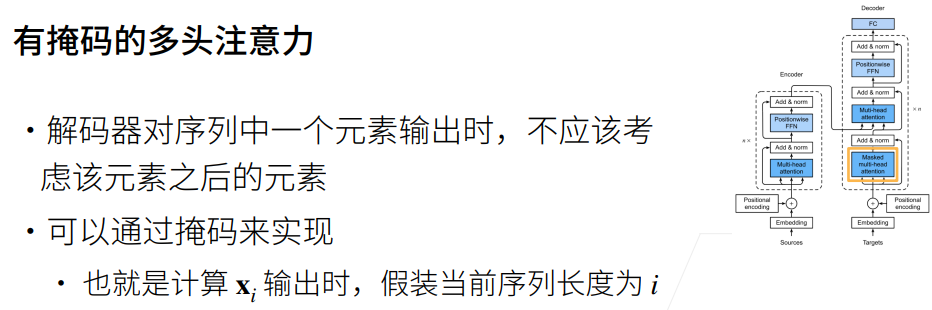 有掩码的多头注意力
• 解码器对序列中一个元素输出时，不应该考
虑该元素之后的元素
• 可以通过掩码来实现
• 也就是计算 xᵢ 输出时，假装当前序列长度为 i
Encoder
Add & norm
Positionwise
FFN
n ×
Add & norm
Multi-head
attention
Positional
encoding
+
Embedding
Sources
Decoder
FC
Add & norm
Positionwise
FFN
Add & norm
Muti-head
attention
× n
Add & norm
Masked
multi-head
attention
+
Positional
encoding
Embedding
Targets